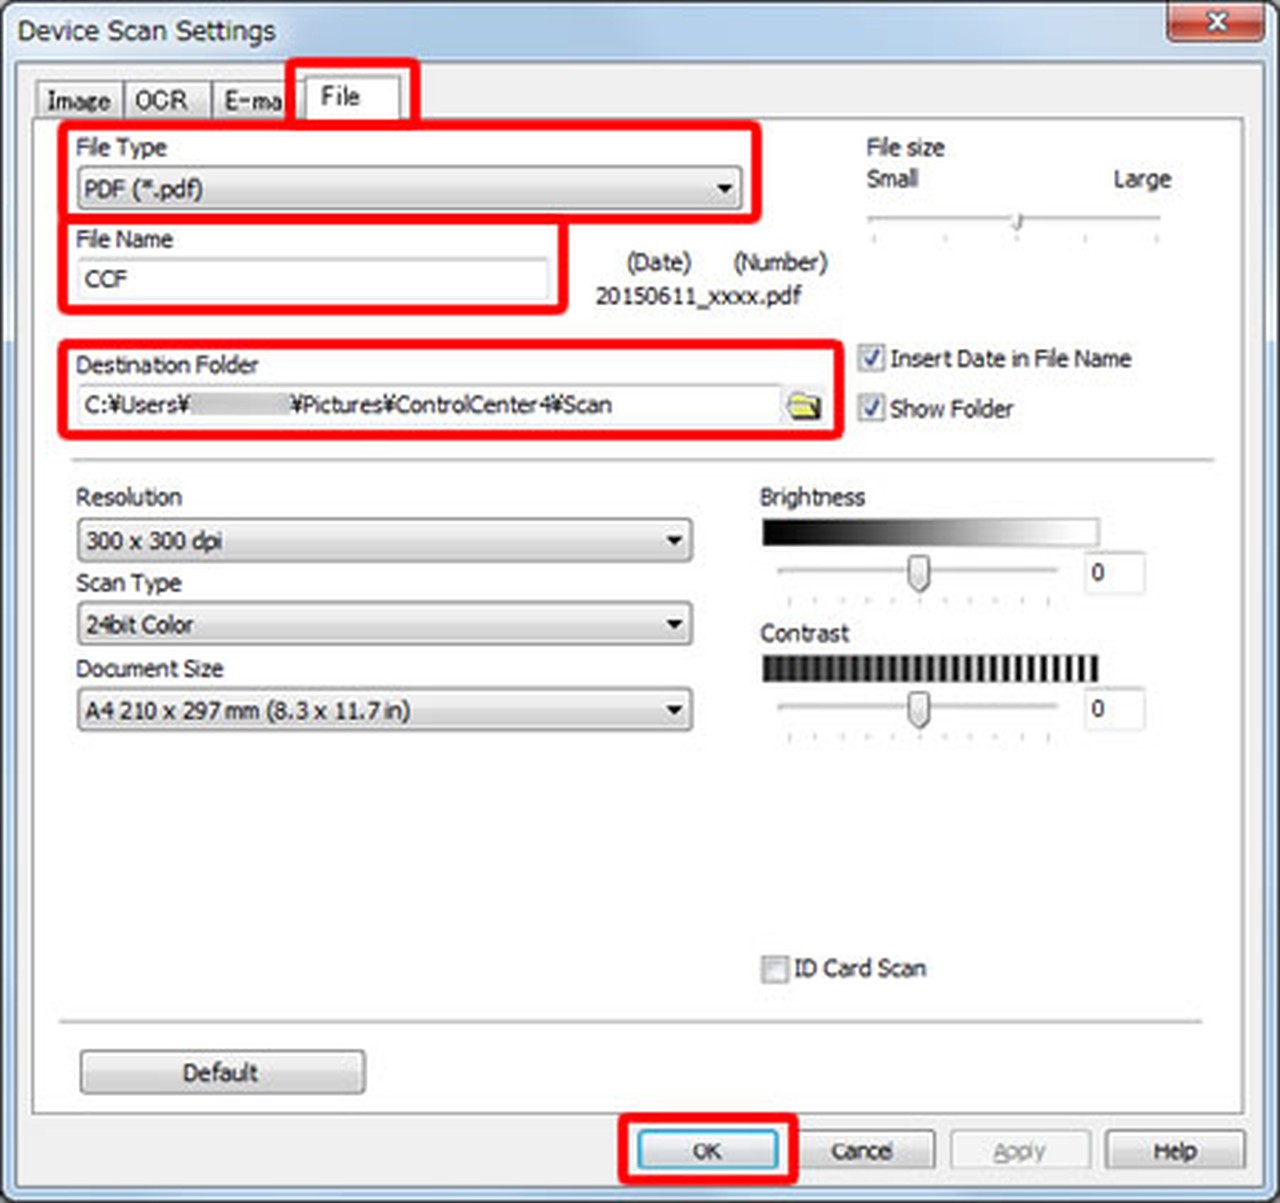 Device Scan Settings
Image OCR E-ma File
File Type
PDF (*.pdf)
File size
Small Large
File Name
CCF
(Date) (Number)
20150611_xxxx.pdf
Destination Folder
C:¥Users¥ ¥Pictures¥ControlCenter4¥Scan
Insert Date in File Name
Show Folder
Resolution
300 x 300 dpi
Scan Type
24bit Color
Document Size
A4 210 x 297 mm (8.3 x 11.7 in)
Brightness
0
Contrast
0
ID Card Scan
Default
OK Cancel Apply Help